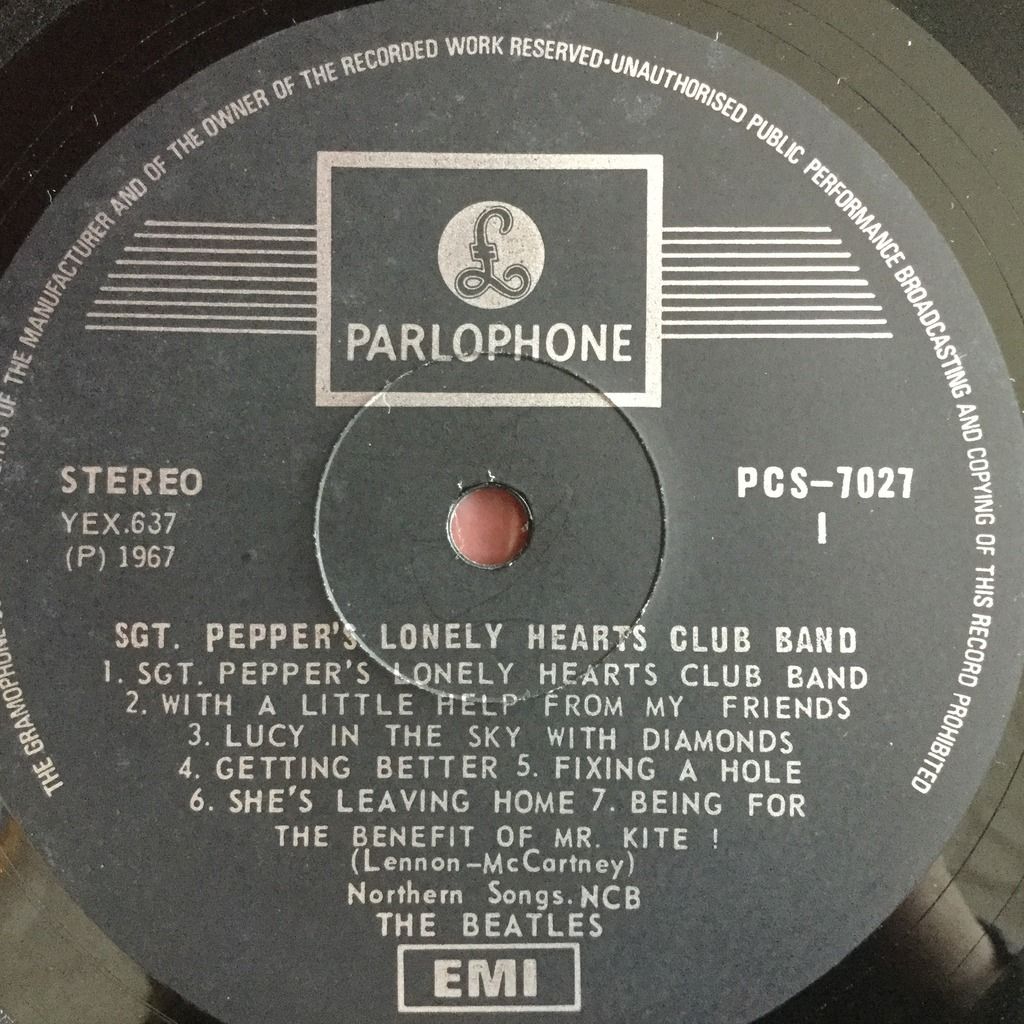 THE GRAMOPHONE OF THE MANUFACTURER AND OF THE OWNER OF THE RECORDED WORK RESERVED·UNAUTHORISED PUBLIC PERFORMANCE BROADCASTING AND COPYING OF THIS RECORD PROHIBITED
£
PARLOPHONE
STEREO
YEX.637
(P) 1967
PCS-7027
1
SGT. PEPPER'S LONELY HEARTS CLUB BAND
1. SGT. PEPPER'S LONELY HEARTS CLUB BAND
2. WITH A LITTLE HELP FROM MY FRIENDS
3. LUCY IN THE SKY WITH DIAMONDS
4. GETTING BETTER 5. FIXING A HOLE
6. SHE'S LEAVING HOME 7. BEING FOR
THE BENEFIT OF MR. KITE !
(Lennon-McCartney)
Northern Songs. NCB
THE BEATLES
EMI